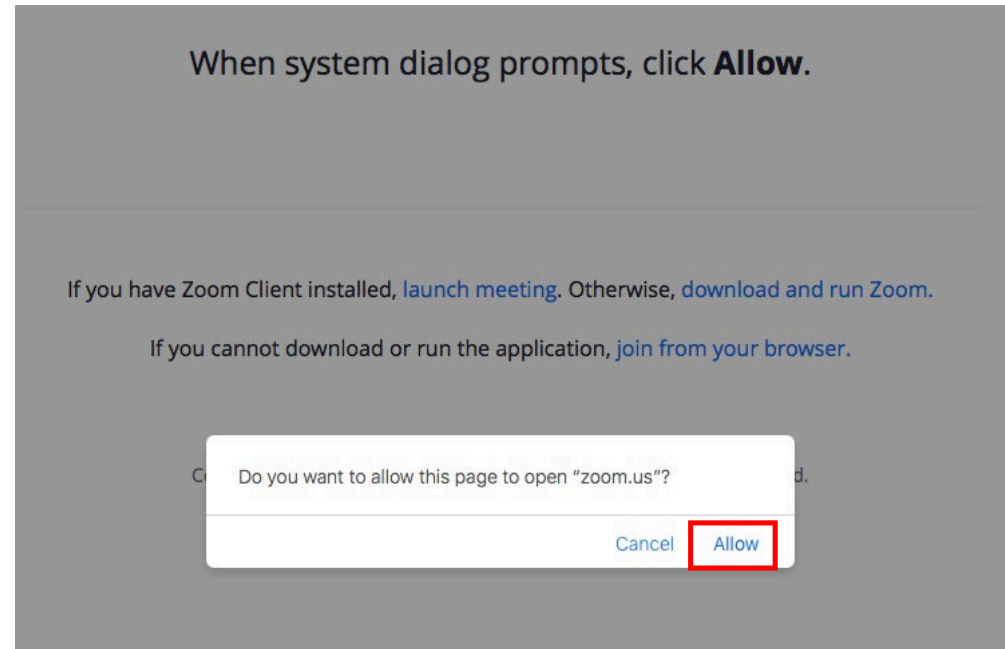 When system dialog prompts, click Allow.
If you have Zoom Client installed, launch meeting. Otherwise, download and run Zoom.
If you cannot download or run the application, join from your browser.
Do you want to allow this page to open "zoom.us"?
Cancel Allow